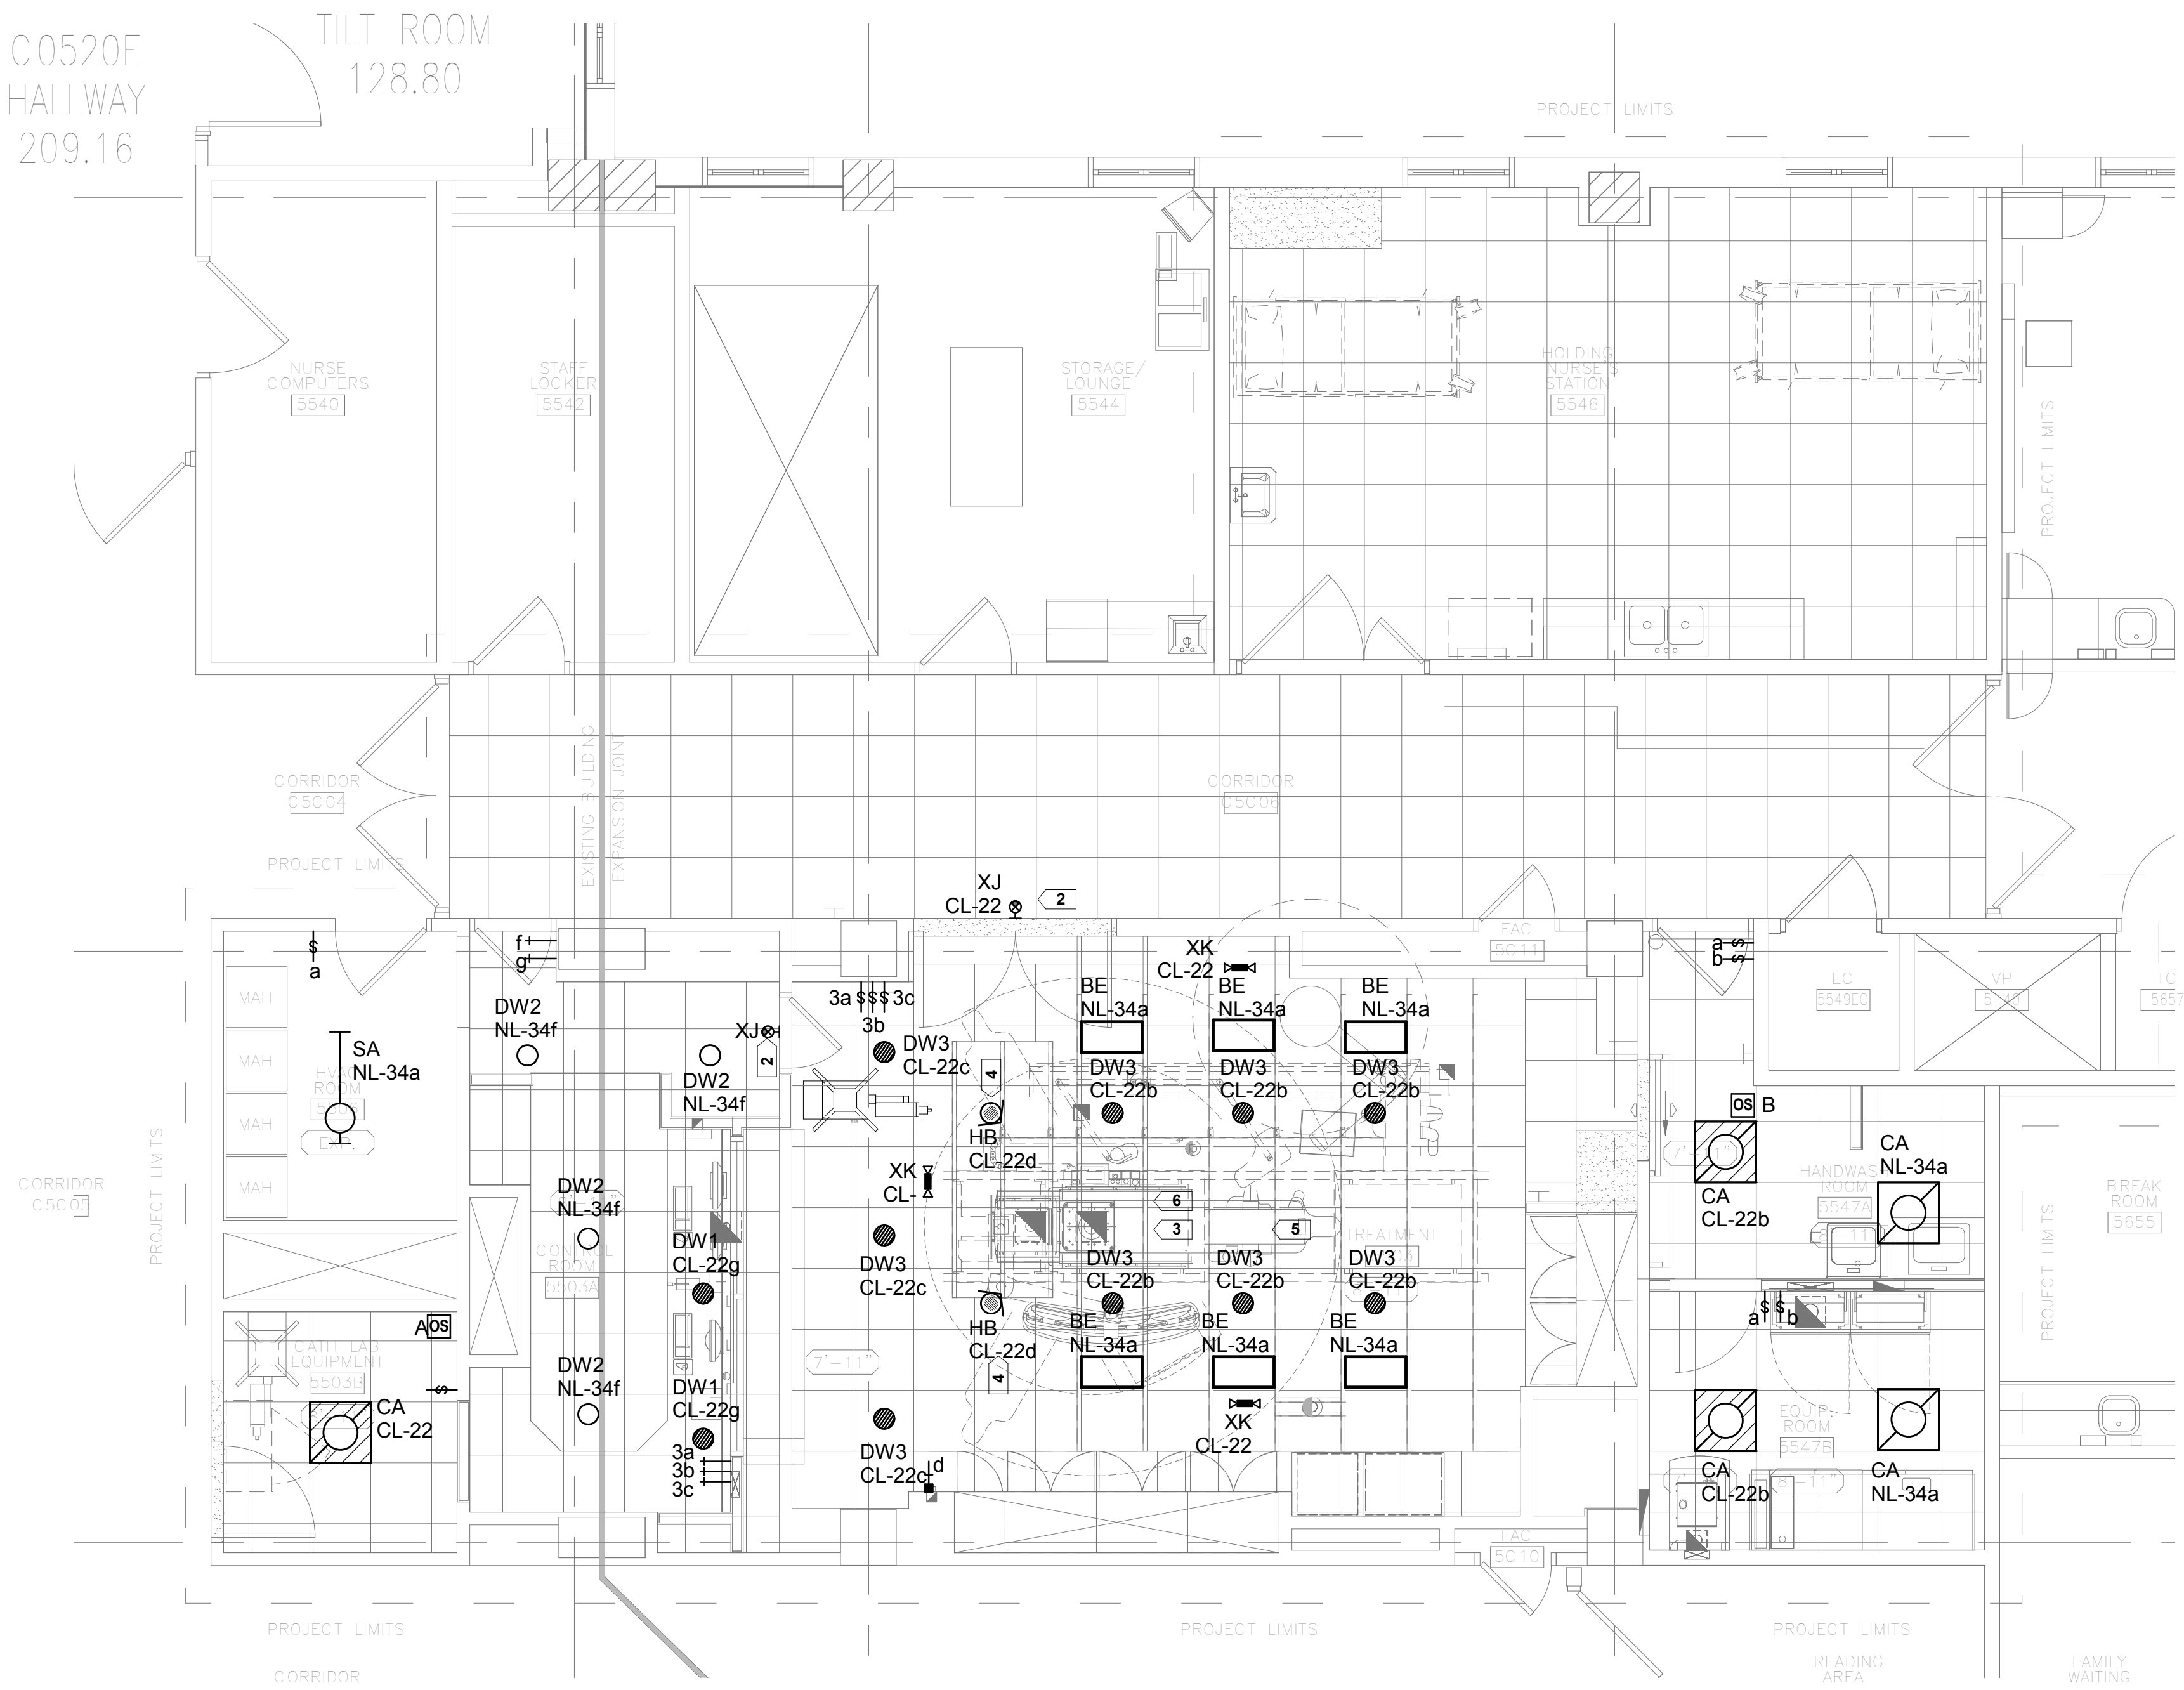 C0520E
HALLWAY
209.16
TILT ROOM
128.80
PROJECT LIMITS
NURSE
COMPUTERS
5540
STAFF
LOCKER
5542
STORAGE/
LOUNGE
5544
HOLDING
NURSE'S
STATION
5546
PROJECT LIMITS
CORRIDOR
C5C04
EXISTING BUILDING
EXPANSION JOINT
CORRIDOR
C5C06
PROJECT LIMITS
XJ
CL-22
2
FAC
5C11
S
a
f
g
XK
CL-22
a S
b S
MAH
MAH
MAH
MAH
SA
NL-34a
HVAC
ROOM
EXP.
DW2
NL-34f
XJ
2
DW2
NL-34f
3a S S S 3c
3b
DW3
CL-22c
BE
NL-34a
BE
NL-34a
BE
NL-34a
DW3
CL-22b
DW3
CL-22b
DW3
CL-22b
4
HB
CL-22d
XK
CL-
EC
5549EC
VP
TC
5657
OS B
CA
CL-22b
CA
NL-34a
7'-11"
HANDWAS
ROOM
5547A
BREAK
ROOM
5655
CORRIDOR
C5C05
PROJECT LIMITS
PROJECT LIMITS
DW2
NL-34f
CONTROL
ROOM
5503A
DW1
CL-22g
DW3
CL-22c
6
3
5
TREATMENT
DW3
CL-22b
DW3
CL-22b
DW3
CL-22b
HB
CL-22d
4
BE
NL-34a
BE
NL-34a
BE
NL-34a
a S S b
A OS
CATH LAB
EQUIPMENT
5503B
S
CA
CL-22
DW2
NL-34f
DW1
CL-22g
3a
3b
3c
7'-11"
DW3
CL-22c
d
XK
CL-22
EQUIP.
ROOM
5547B
CA
CL-22b
CA
NL-34a
8'-11"
FAC
5C10
PROJECT LIMITS
PROJECT LIMITS
PROJECT LIMITS
CORRIDOR
READING
AREA
FAMILY
WAITING